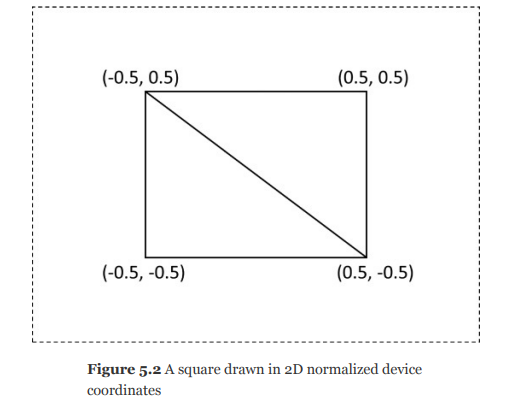 (-0.5, 0.5) (0.5, 0.5)
(-0.5, -0.5) (0.5, -0.5)
Figure 5.2 A square drawn in 2D normalized device
coordinates